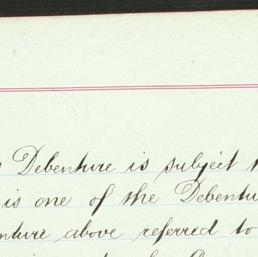 Debenture is subject
is one of the Debentu
nture above referred to